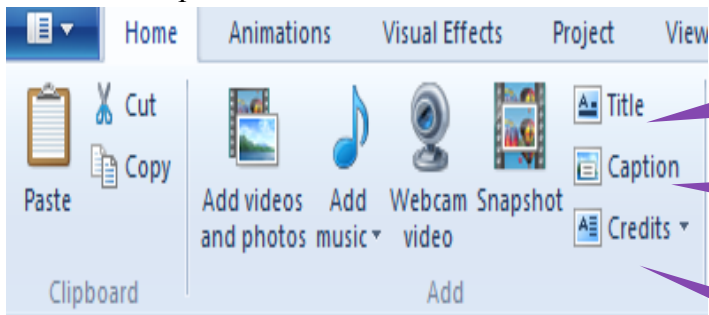 Home Animations Visual Effects Project View
Cut
Copy
Paste
Clipboard
Add videos and photos
Add music
Webcam video
Snapshot
Title
Caption
Credits
Add